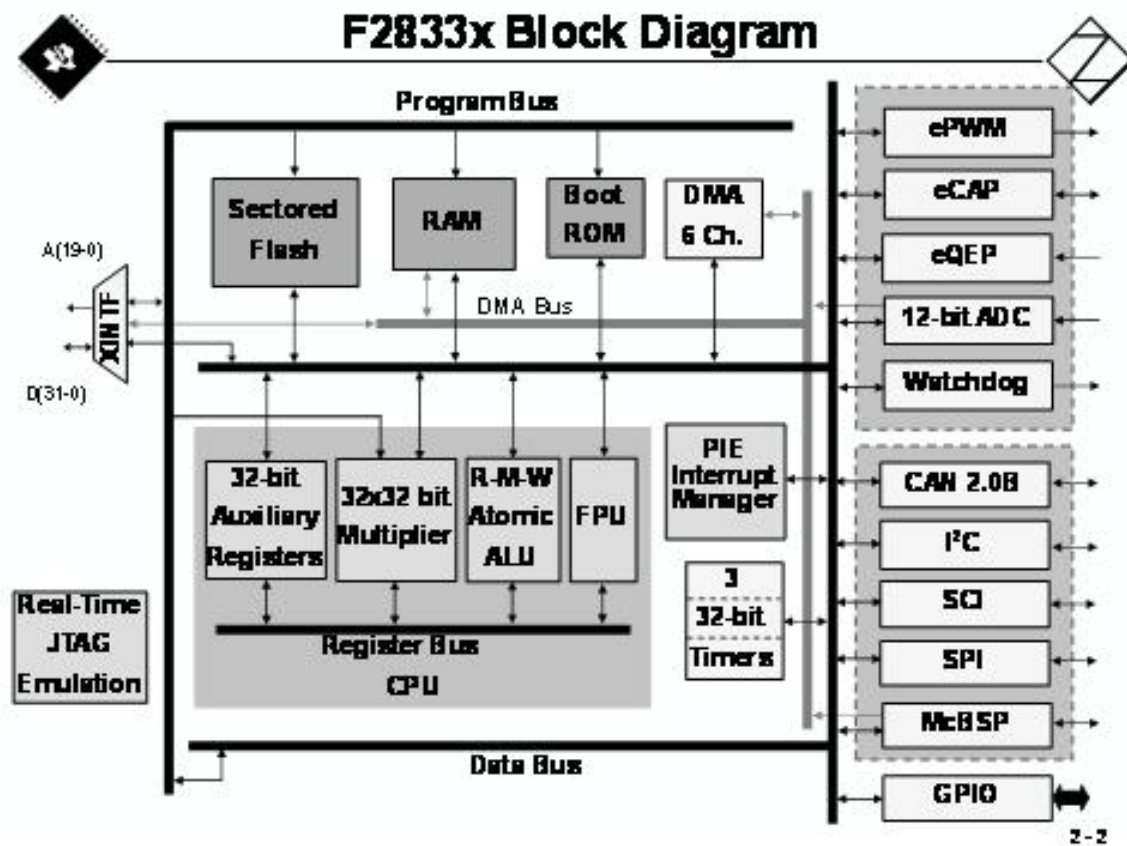 F2833x Block Diagram
Program Bus
Sectored
Flash
RAM
Boot
ROM
DMA
6 Ch.
A(19-0)
XINTF
D(31-0)
DMA Bus
ePWM
eCAP
eQEP
12-bit ADC
Watchdog
32-bit
Auxiliary
Registers
32x32 bit
Multiplier
R-M-W
Atomic
ALU
FPU
PIE
Interrupt
Manager
3
32-bit
Timers
Register Bus
CPU
Real-Time
JTAG
Emulation
Data Bus
CAN 2.0B
I²C
SCI
SPI
McBSP
GPIO
2 - 2